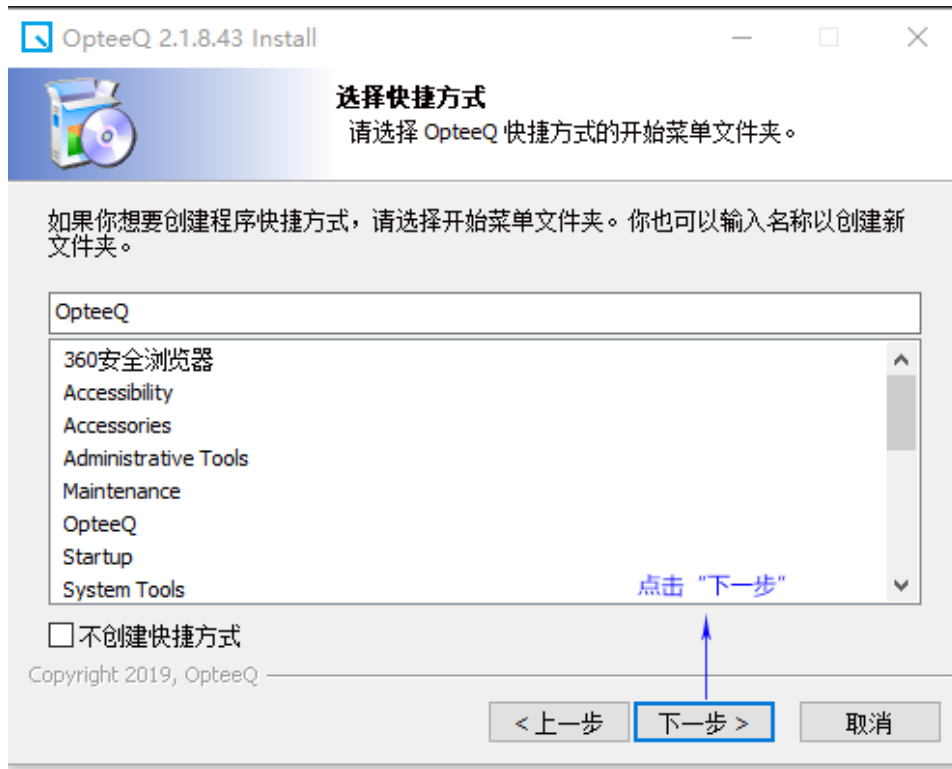 OpteeQ 2.1.8.43 Install
选择快捷方式
请选择 OpteeQ 快捷方式的开始菜单文件夹。
如果你想要创建程序快捷方式，请选择开始菜单文件夹。你也可以输入名称以创建新
文件夹。
OpteeQ
360安全浏览器
Accessibility
Accessories
Administrative Tools
Maintenance
OpteeQ
Startup
System Tools
点击 “下一步”
不创建快捷方式
Copyright 2019, OpteeQ
< 上一步
下一步 >
取消